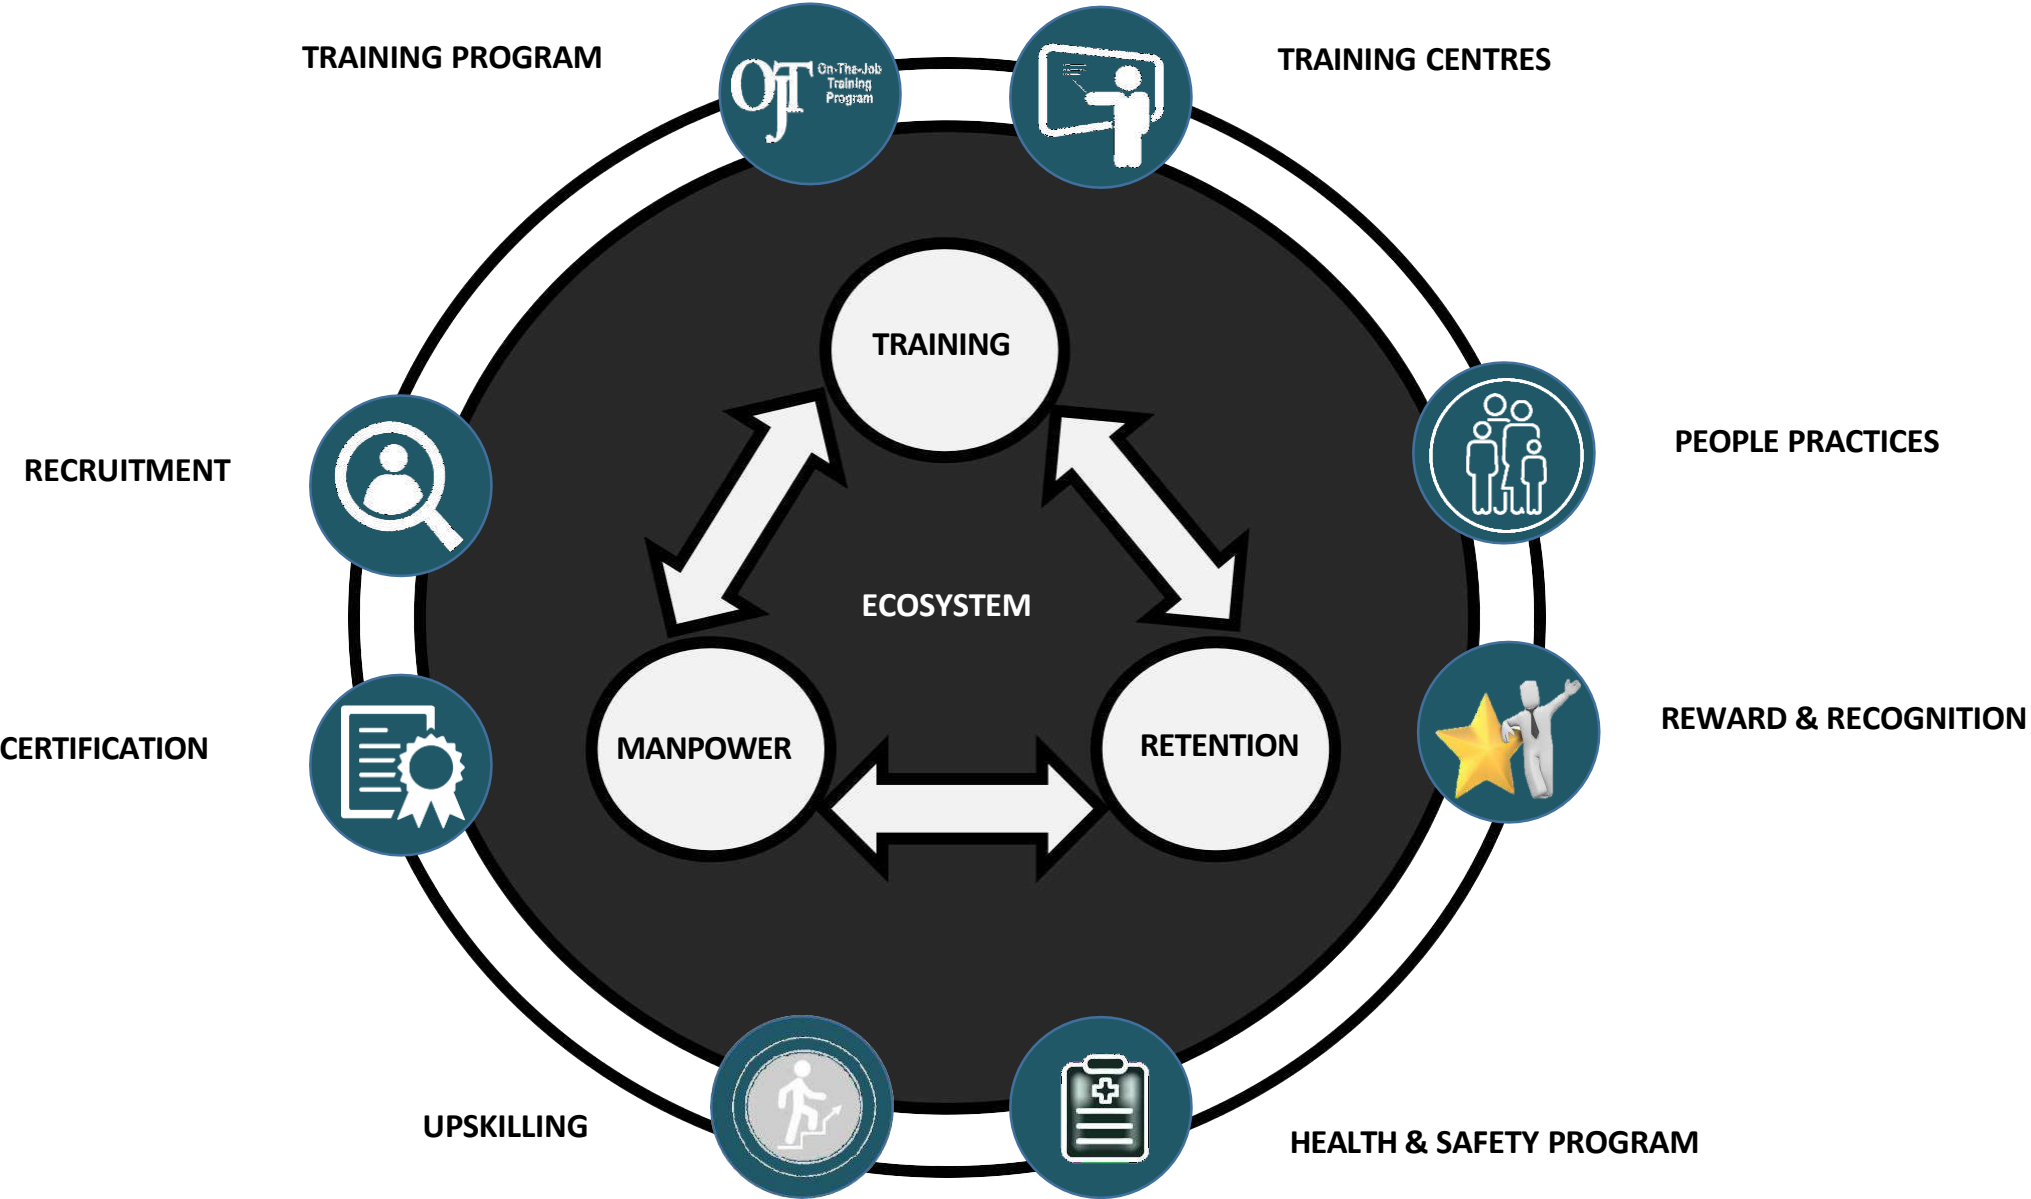 TRAINING PROGRAM
OJT
On-The-Job
Training
Program
TRAINING CENTRES
TRAINING
RECRUITMENT
PEOPLE PRACTICES
ECOSYSTEM
CERTIFICATION
MANPOWER
RETENTION
REWARD & RECOGNITION
UPSKILLING
HEALTH & SAFETY PROGRAM